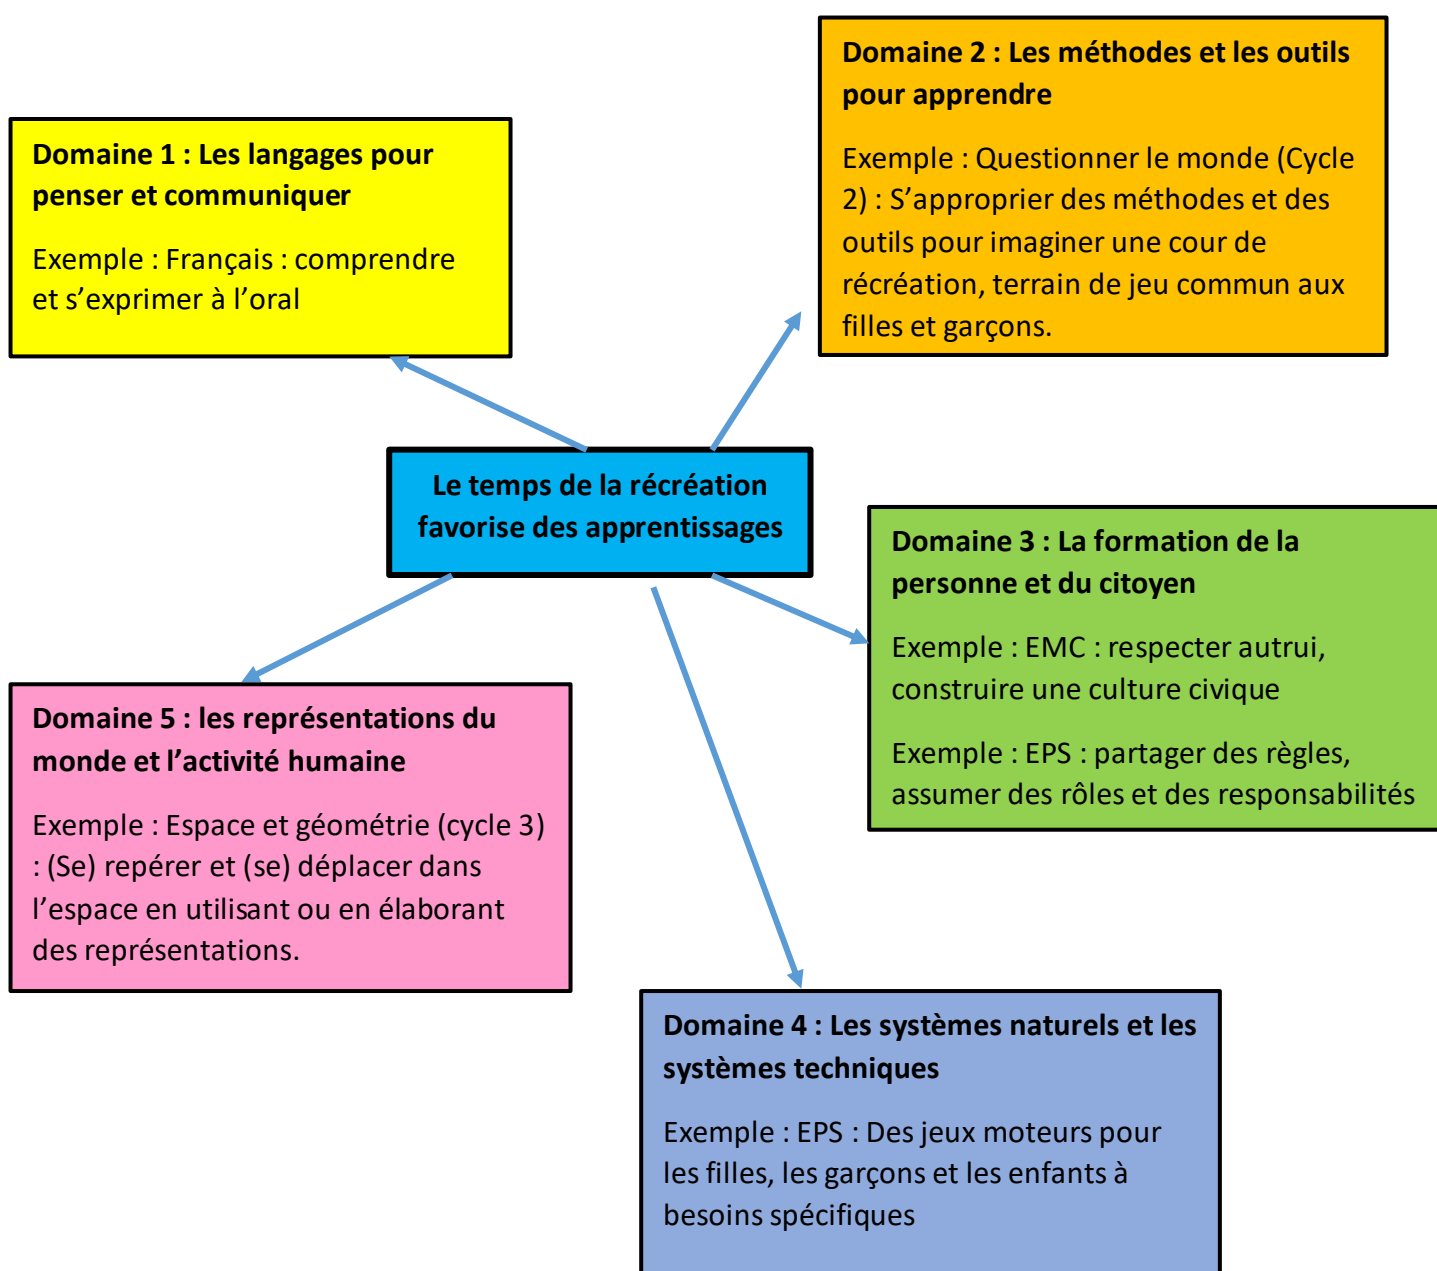 Domaine 1 : Les langages pour
penser et communiquer
Exemple : Français : comprendre
et s’exprimer à l’oral
Domaine 2 : Les méthodes et les outils
pour apprendre
Exemple : Questionner le monde (Cycle
2) : S’approprier des méthodes et des
outils pour imaginer une cour de
récréation, terrain de jeu commun aux
filles et garçons.
Le temps de la récréation
favorise des apprentissages
Domaine 3 : La formation de la
personne et du citoyen
Exemple : EMC : respecter autrui,
construire une culture civique
Exemple : EPS : partager des règles,
assumer des rôles et des responsabilités
Domaine 5 : les représentations du
monde et l’activité humaine
Exemple : Espace et géométrie (cycle 3)
: (Se) repérer et (se) déplacer dans
l’espace en utilisant ou en élaborant
des représentations.
Domaine 4 : Les systèmes naturels et les
systèmes techniques
Exemple : EPS : Des jeux moteurs pour
les filles, les garçons et les enfants à
besoins spécifiques